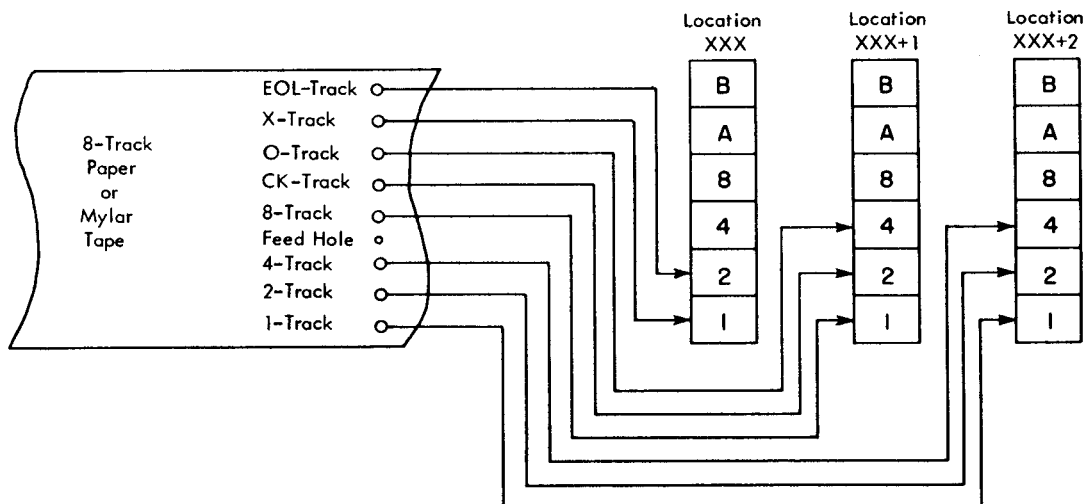 Location
XXX
Location
XXX+1
Location
XXX+2
8-Track
Paper
or
Mylar
Tape
EOL-Track
X-Track
O-Track
CK-Track
8-Track
Feed Hole
4-Track
2-Track
1-Track
B
A
8
4
2
1
B
A
8
4
2
1
B
A
8
4
2
1